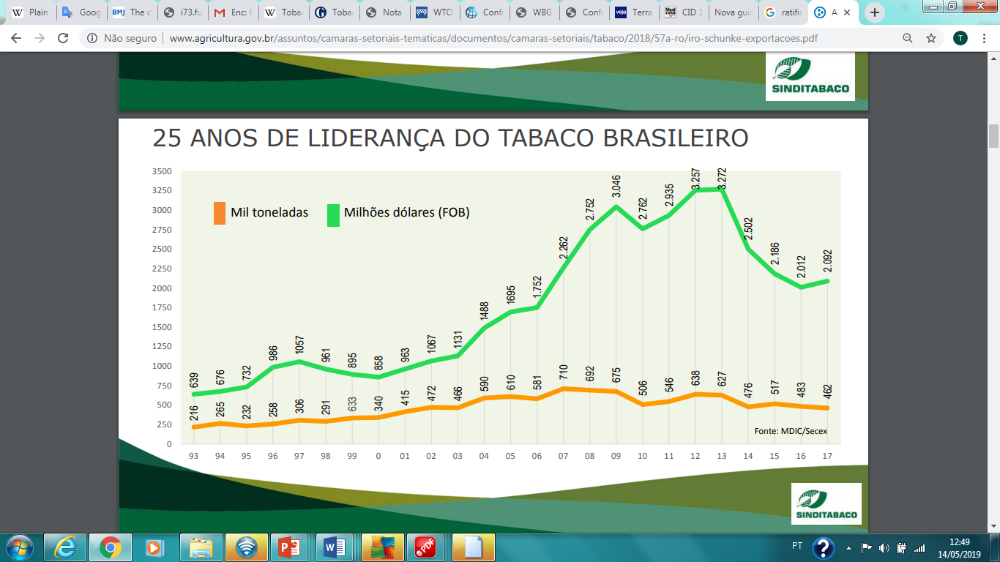 Plain
Goog
The c
i73.fu
Enc: F
Tobac
Tobac
Nota
WTO
Confi
WBG
Confr
Terra
CID 1
Nova guia
ratific
A
Não seguro | www.agricultura.gov.br/assuntos/camaras-setoriais-tematicas/documentos/camaras-setoriais/tabaco/2018/57a-ro/iro-schunke-exportacoes.pdf
T
SINDITABACO
25 ANOS DE LIDERANÇA DO TABACO BRASILEIRO
Mil toneladas
Milhões dólares (FOB)
3500
3250
3000
2750
2500
2250
2000
1750
1500
1250
1000
750
500
250
0
639 676 732 986 1057 961 895 858 963 1067 1131 1488 1695 1.752 2.262 2.752 3.046 2.762 2.935 3.257 3.272 2.502 2.186 2.012 2.092
216 265 232 258 306 291 633 340 415 472 466 590 610 581 710 692 675 506 546 638 627 476 517 483 462
Fonte: MDIC/Secex
93 94 95 96 97 98 99 0 01 02 03 04 05 06 07 08 09 10 11 12 13 14 15 16 17
SINDITABACO
PT
12:49
14/05/2019